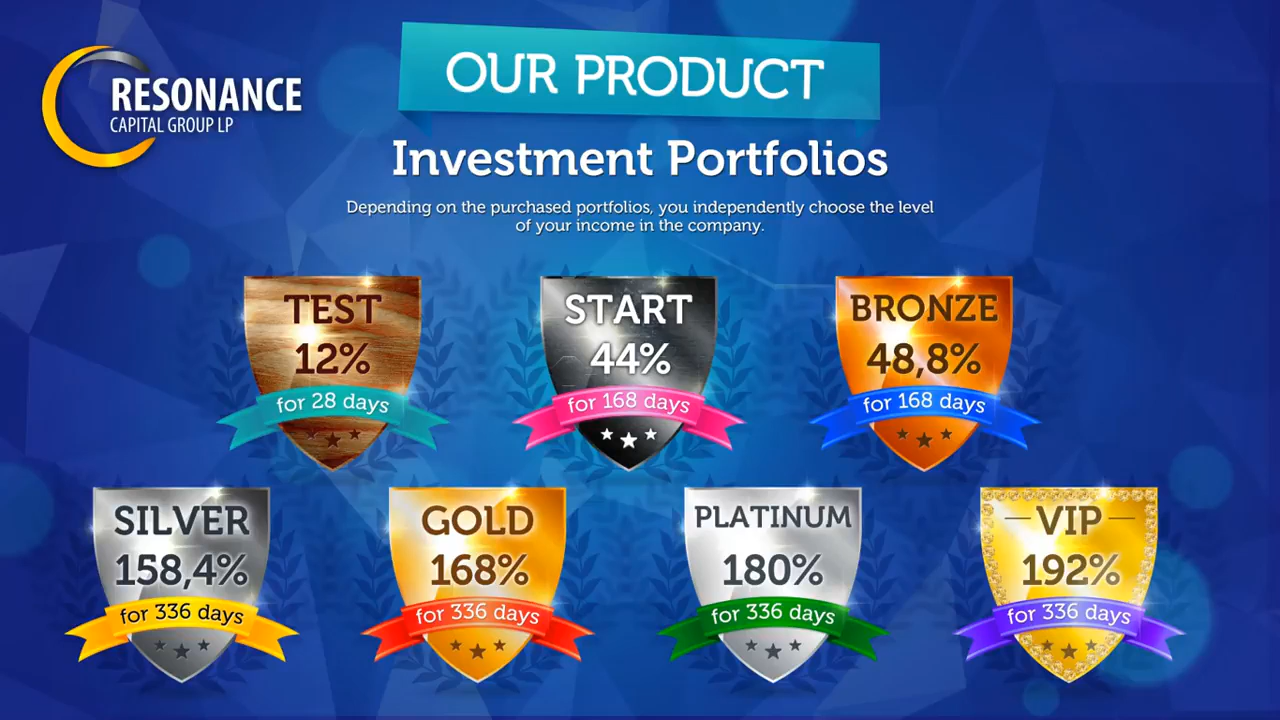 RESONANCE
CAPITAL GROUP LP
OUR PRODUCT
Investment Portfolios
Depending on the purchased portfolios, you independently choose the level
of your income in the company.
TEST
12%
for 28 days
START
44%
for 168 days
BRONZE
48,8%
for 168 days
SILVER
158,4%
for 336 days
GOLD
168%
for 336 days
PLATINUM
180%
for 336 days
VIP
192%
for 336 days